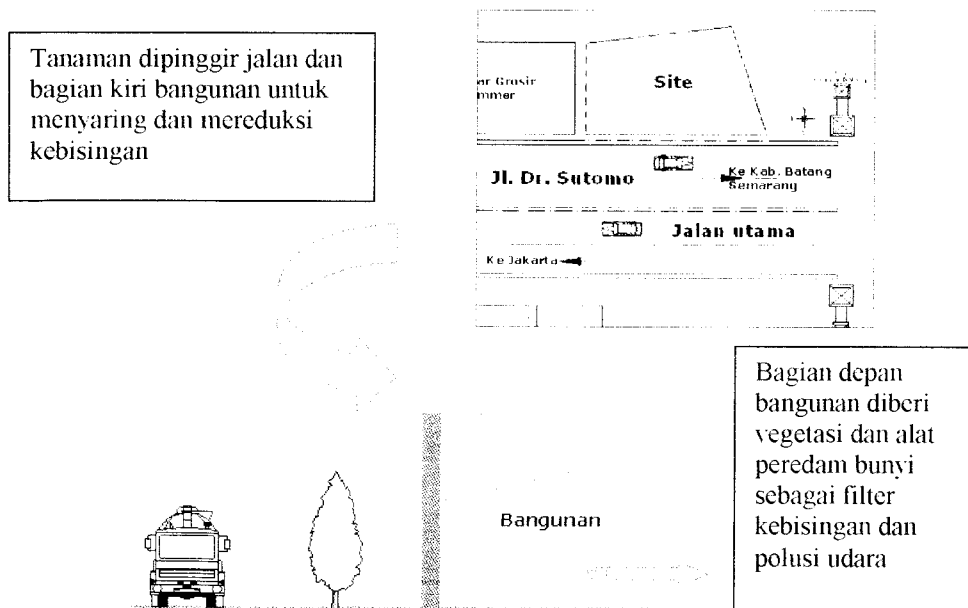 Tanaman dipinggir jalan dan
bagian kiri bangunan untuk
menyaring dan mereduksi
kebisingan
Grosir
Site
Jl. Dr. Sutomo
Ke Kab. Batang
Semarang
Jalan utama
Ke Jakarta
Bagian depan
bangunan diberi
vegetasi dan alat
peredam bunyi
sebagai filter
kebisingan dan
polusi udara
Bangunan